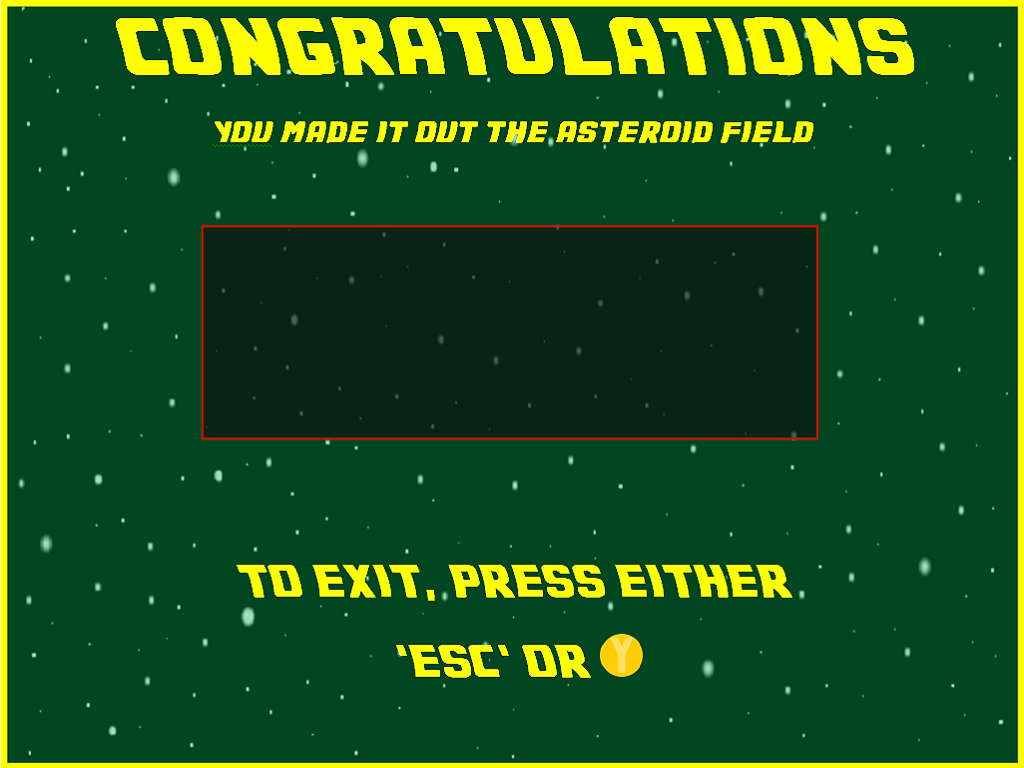 CONGRATULATIONS
YOU MADE IT OUT THE ASTEROID FIELD
TO EXIT, PRESS EITHER
'ESC' OR Y